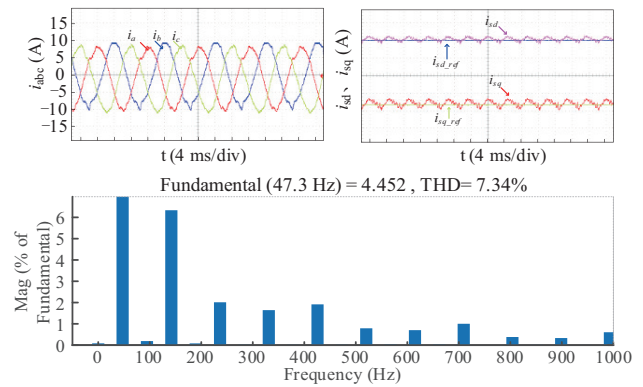 i_abc (A)
15
10
5
0
−5
−10
−15
i_a
i_b
i_c
t (4 ms/div)
i_sd、i_sq (A)
i_sd
i_sd_ref
i_sq
i_sq_ref
t (4 ms/div)
Fundamental (47.3 Hz) = 4.452 , THD= 7.34%
Mag (% of
Fundamental)
6
5
4
3
2
1
0
0 100 200 300 400 500 600 700 800 900 1000
Frequency (Hz)